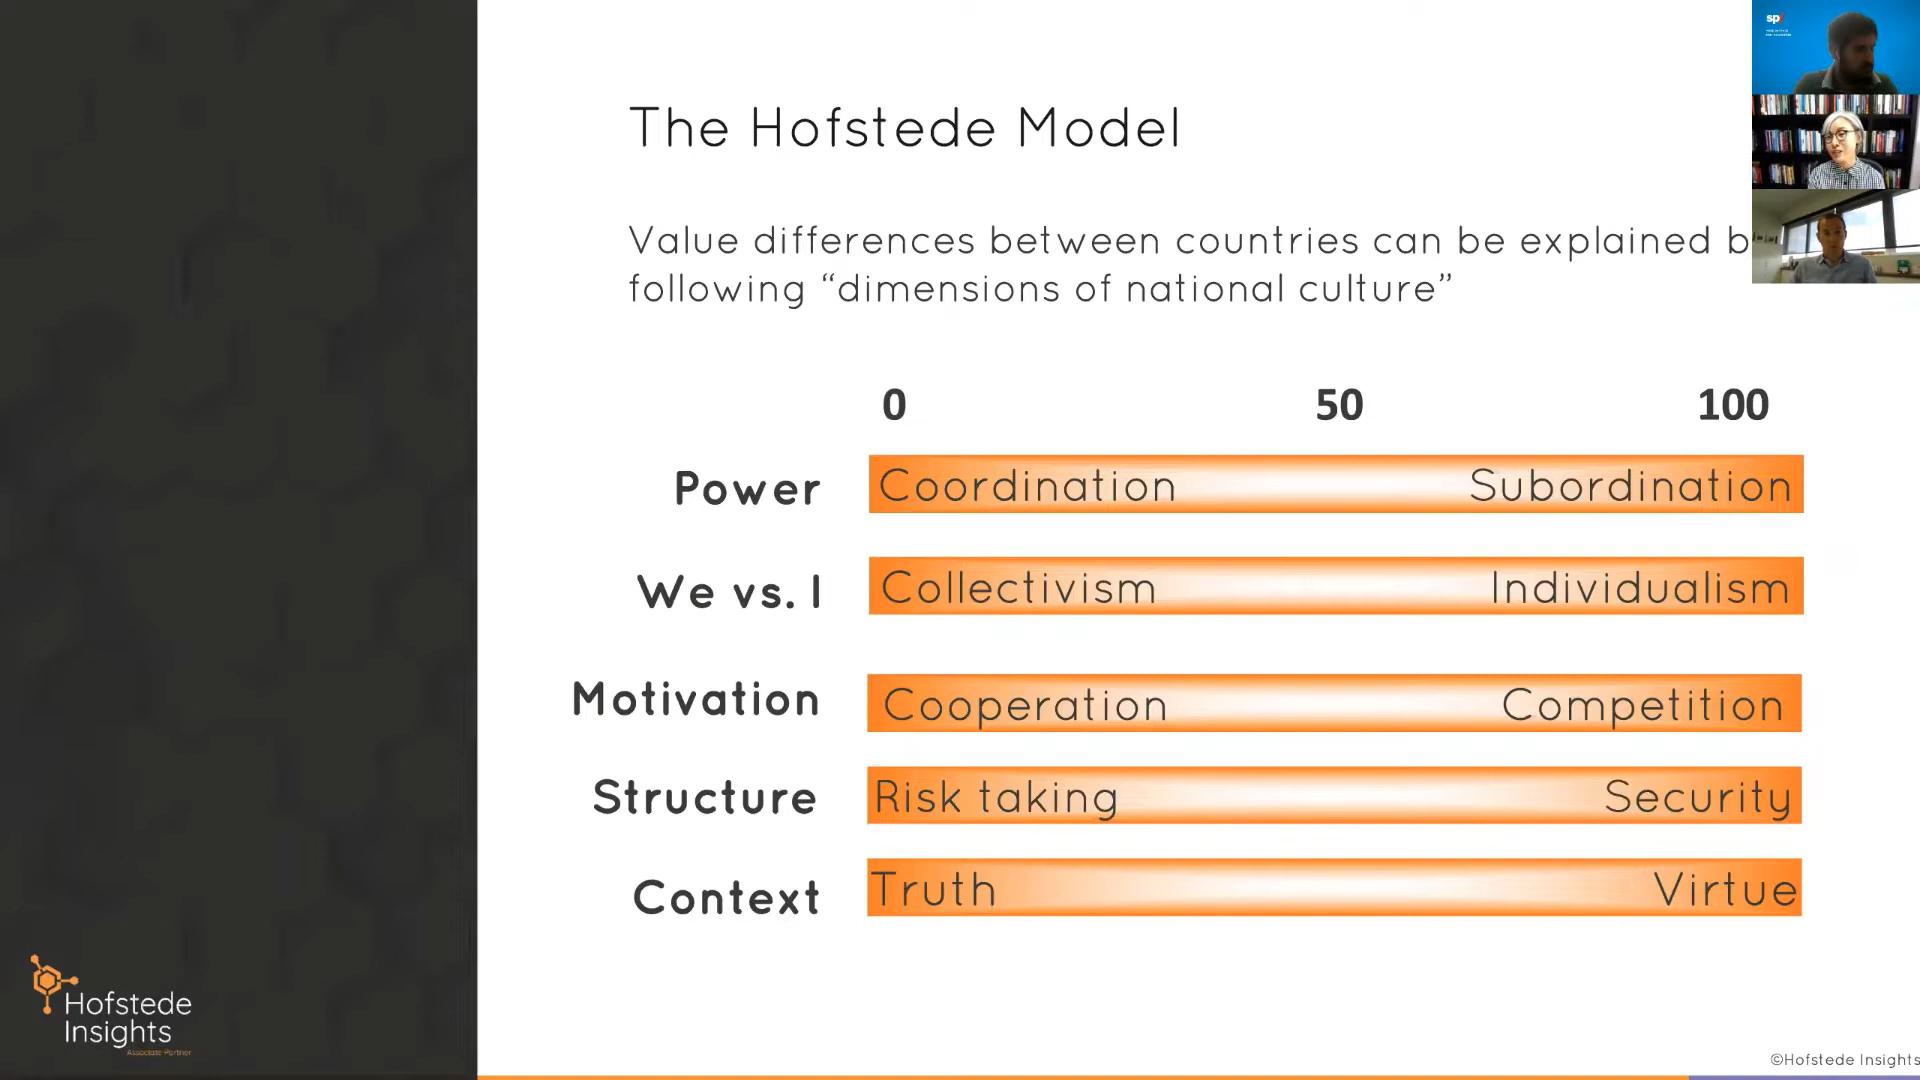 The Hofstede Model
Value differences between countries can be explained b
following “dimensions of national culture”
0 50 100
Power Coordination Subordination
We vs. I Collectivism Individualism
Motivation Cooperation Competition
Structure Risk taking Security
Context Truth Virtue
Hofstede
Insights
Associate Partner
©Hofstede Insights
sp/